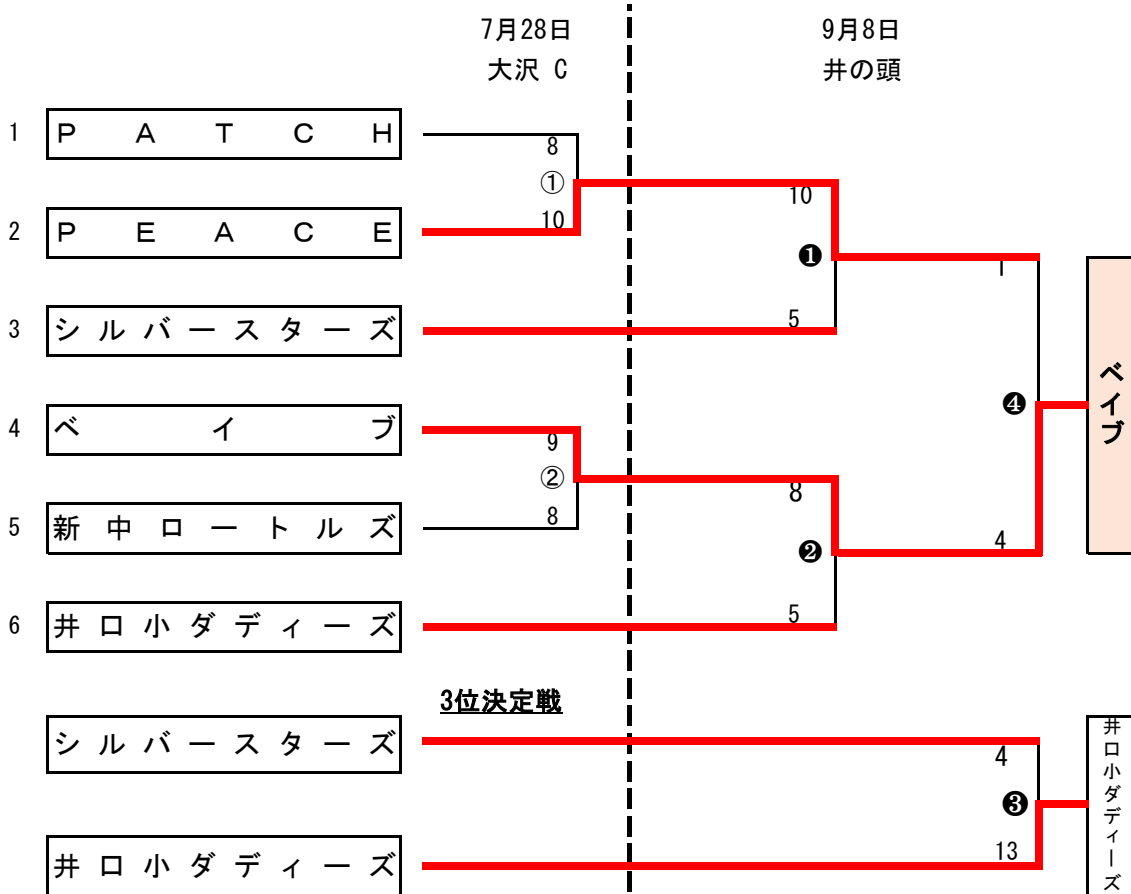 7月28日 9月8日
大沢 C 井の頭
1 PATCH 8
①
2 PEACE 10
10
❶
3 シルバースターズ 5
1
4 ベイブ 9
②
5 新中ロートルズ 8
8
❷
4
6 井口小ダディーズ 5
❹
ベイブ
3位決定戦
シルバースターズ 4
❸
井口小ダディーズ 13
井口小ダディーズ